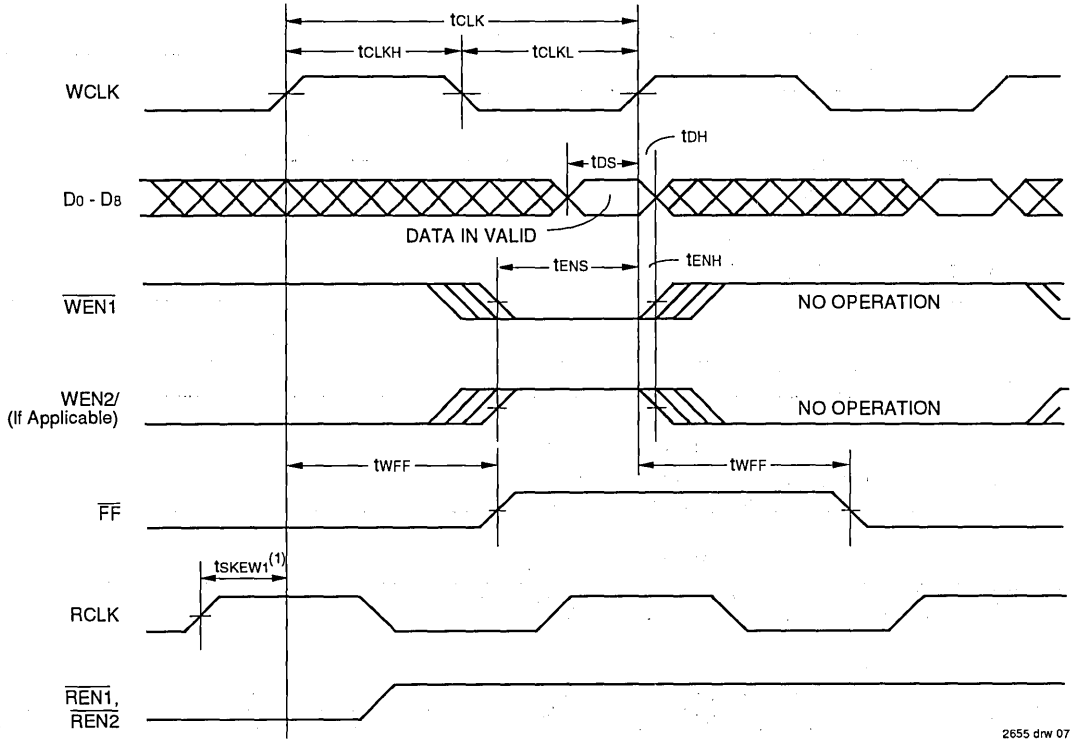 tCLK
tCLKH
tCLKL
WCLK
tDH
tDS
D0 - D8
DATA IN VALID
tENS
tENH
WEN1
NO OPERATION
WEN2/
(If Applicable)
NO OPERATION
tWFF
tWFF
FF
tSKEW1(1)
RCLK
REN1,
REN2
2655 drw 07